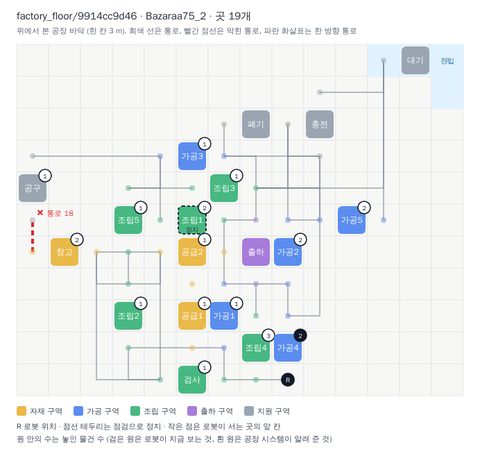 factory_floor/9914cc9d46 · Bazaraa75_2 · 곳 19개
위에서 본 공장 바닥 (한 칸 3 m). 회색 선은 통로, 빨간 점선은 막힌 통로, 파란 화살표는 한 방향 통로
대기
전립
폐기
충전
가공3
1
공구
1
조립3
1
✖ 통로 18
조립5
1
조립1
2
정지
가공5
2
창고
2
공급2
1
출하
가공2
2
조립2
1
공급1
1
가공1
1
조립4
3
가공4
2
검사
1
R
자재 구역
가공 구역
조립 구역
출하 구역
지원 구역
R 로봇 위치 · 점선 테두리는 점검으로 정지 · 작은 점은 로봇이 서는 곳의 앞 칸
원 안의 수는 놓인 물건 수 (검은 원은 로봇이 지금 보는 것, 흰 원은 공장 시스템이 알려 준 것)